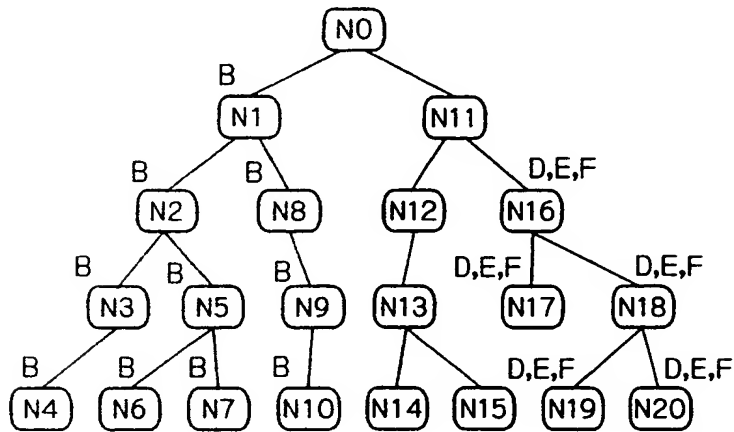 N0
B
N1 N11
B B D,E,F
N2 N8 N12 N16
B B B D,E,F D,E,F
N3 N5 N9 N13 N17 N18
B B B B D,E,F D,E,F
N4 N6 N7 N10 N14 N15 N19 N20